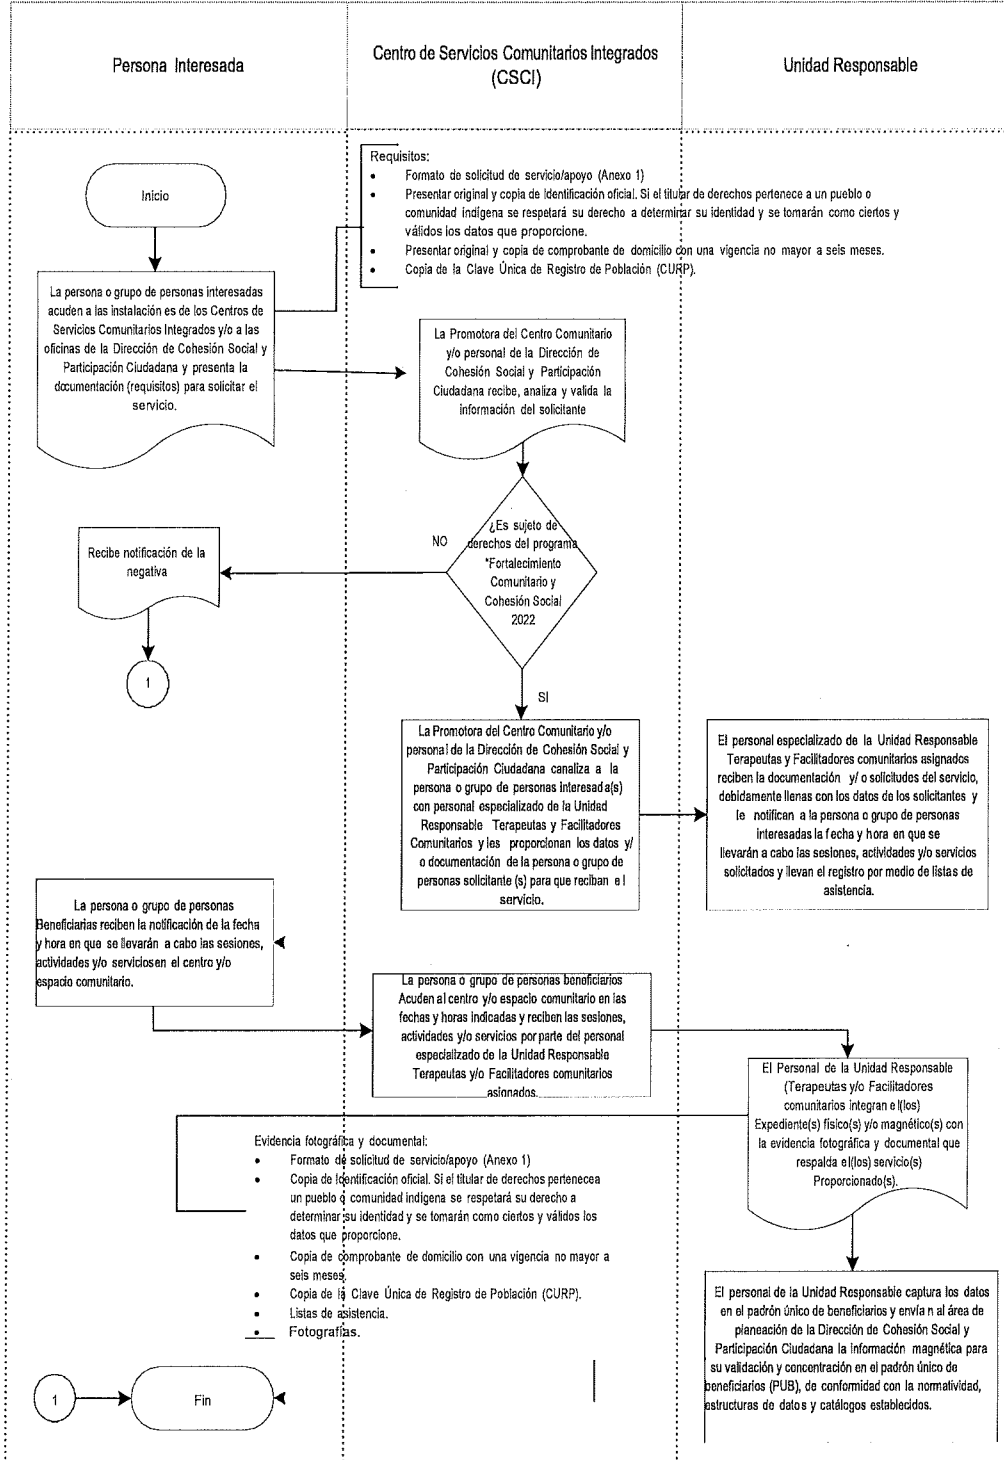 Persona Interesada
Centro de Servicios Comunitarios Integrados
(CSCI)
Unidad Responsable
Inicio
Requisitos:
• Formato de solicitud de servicio/apoyo (Anexo 1)
• Presentar original y copia de Identificación oficial. Si el titular de derechos pertenece a un pueblo o
comunidad indígena se respetará su derecho a determinar su identidad y se tomarán como ciertos y
válidos los datos que proporcione.
• Presentar original y copia de comprobante de domicilio con una vigencia no mayor a seis meses.
• Copia de la Clave Única de Registro de Población (CURP).
La persona o grupo de personas interesadas
acuden a las instalación es de los Centros de
Servicios Comunitarios Integrados y/o a las
oficinas de la Dirección de Cohesión Social y
Participación Ciudadana y presenta la
documentación (requisitos) para solicitar el
servicio.
La Promotora del Centro Comunitario
y/o personal de la Dirección de
Cohesión Social y Participación
Ciudadana recibe, analiza y valida la
información del solicitante
¿Es sujeto de
derechos del programa
"Fortalecimiento
Comunitario y
Cohesión Social
2022
NO
Recibe notificación de la
negativa
1
SI
La Promotora del Centro Comunitario y/o
personal de la Dirección de Cohesión Social y
Participación Ciudadana canaliza a la
persona o grupo de personas interesada(s)
con personal especializado de la Unidad
Responsable Terapeutas y Facilitadores
Comunitarios y les proporcionan los datos y/
o documentación de la persona o grupo de
personas solicitante (s) para que reciban e l
servicio.
El personal especializado de la Unidad Responsable
Terapeutas y Facilitadores comunitarios asignados
reciben la documentación y/ o solicitudes del servicio,
debidamente llenas con los datos de los solicitantes y
le notifican a la persona o grupo de personas
interesadas la fecha y hora en que se
llevarán a cabo las sesiones, actividades y/o servicios
solicitados y llevan el registro por medio de listas de
asistencia.
La persona o grupo de personas
Beneficiarias reciben la notificación de la fecha
y hora en que se llevarán a cabo las sesiones,
actividades y/o serviciosen el centro y/o
espacio comunitario.
La persona o grupo de personas beneficiarios
Acuden al centro y/o espacio comunitario en las
fechas y horas indicadas y reciben las sesiones,
actividades y/o servicios por parte del personal
especializado de la Unidad Responsable
Terapeutas y/o Facilitadores comunitarios
asignados.
El Personal de la Unidad Responsable
(Terapeutas y/o Facilitadores
comunitarios integran el(los)
Expediente(s) físico(s) y/o magnético(s) con
la evidencia fotográfica y documental que
respalda el(los) servicio(s)
Proporcionado(s).
Evidencia fotográfica y documental:
• Formato de solicitud de servicio/apoyo (Anexo 1)
• Copia de Identificación oficial. Si el titular de derechos pertenecea
un pueblo o comunidad indígena se respetará su derecho a
determinar su identidad y se tomarán como ciertos y válidos los
datos que proporcione.
• Copia de comprobante de domicilio con una vigencia no mayor a
seis meses.
• Copia de la Clave Única de Registro de Población (CURP).
• Listas de asistencia.
• Fotografías.
El personal de la Unidad Responsable captura los datos
en el padrón único de beneficiarios y envía n al área de
planeación de la Dirección de Cohesión Social y
Participación Ciudadana la información magnética para
su validación y concentración en el padrón único de
beneficiarios (PUB), de conformidad con la normatividad,
estructuras de datos y catálogos establecidos.
1
Fin